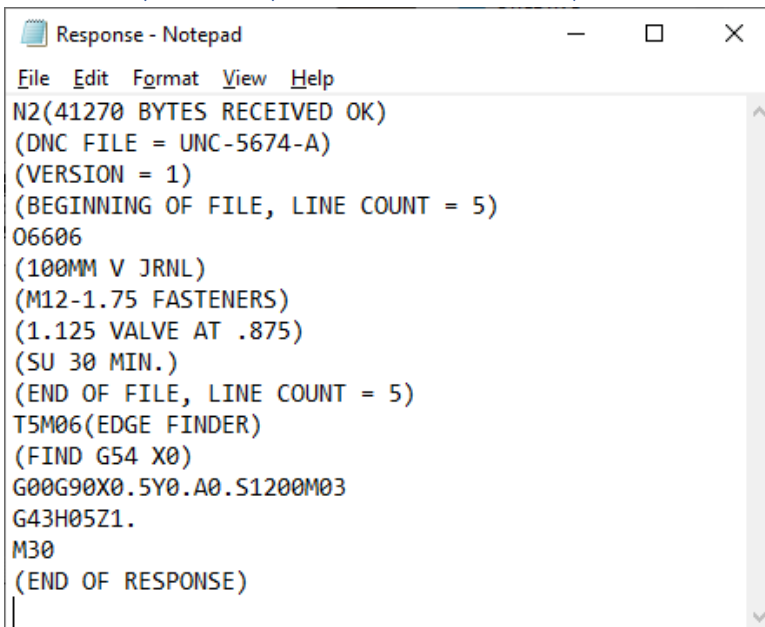 Response - Notepad
File Edit Format View Help
N2(41270 BYTES RECEIVED OK)
(DNC FILE = UNC-5674-A)
(VERSION = 1)
(BEGINNING OF FILE, LINE COUNT = 5)
O6606
(100MM V JRNL)
(M12-1.75 FASTENERS)
(1.125 VALVE AT .875)
(SU 30 MIN.)
(END OF FILE, LINE COUNT = 5)
T5M06(EDGE FINDER)
(FIND G54 X0)
G00G90X0.5Y0.A0.S1200M03
G43H05Z1.
M30
(END OF RESPONSE)